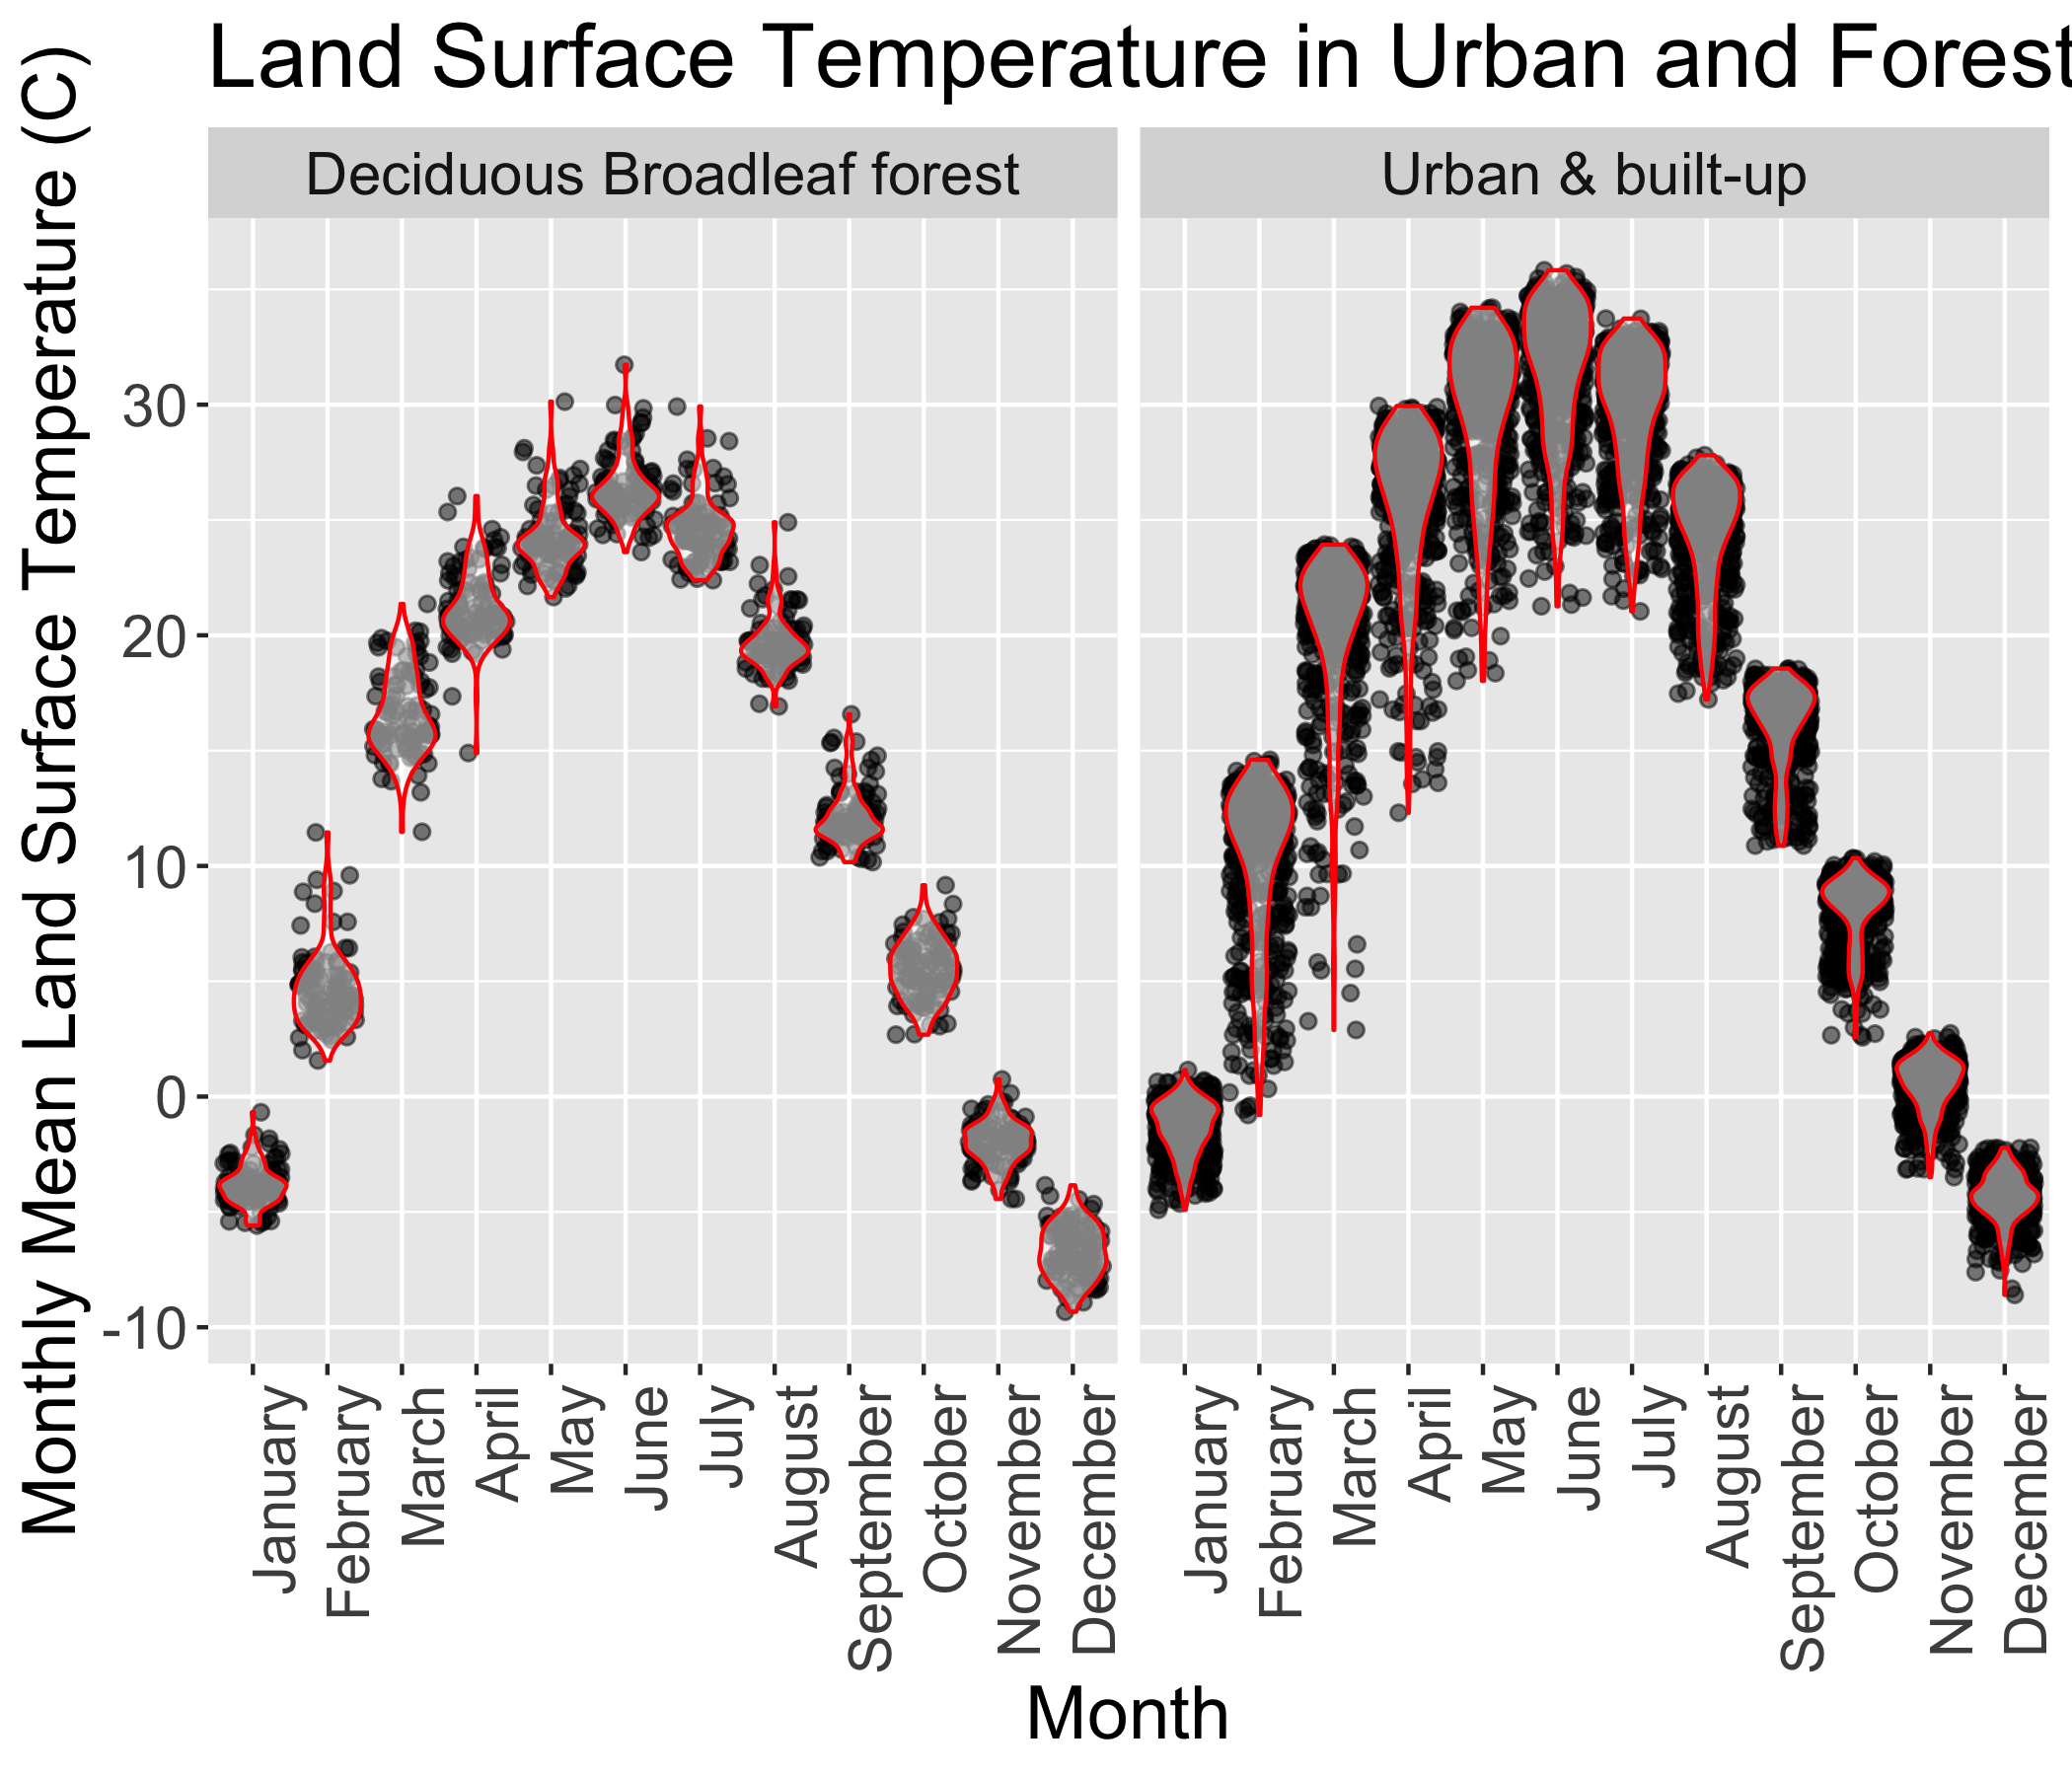 Land Surface Temperature in Urban and Forest
Monthly Mean Land Surface Temperature (C)
Deciduous Broadleaf forest
Urban & built-up
30
20
10
0
-10
January
February
March
April
May
June
July
August
September
October
November
December
January
February
March
April
May
June
July
August
September
October
November
December
Month